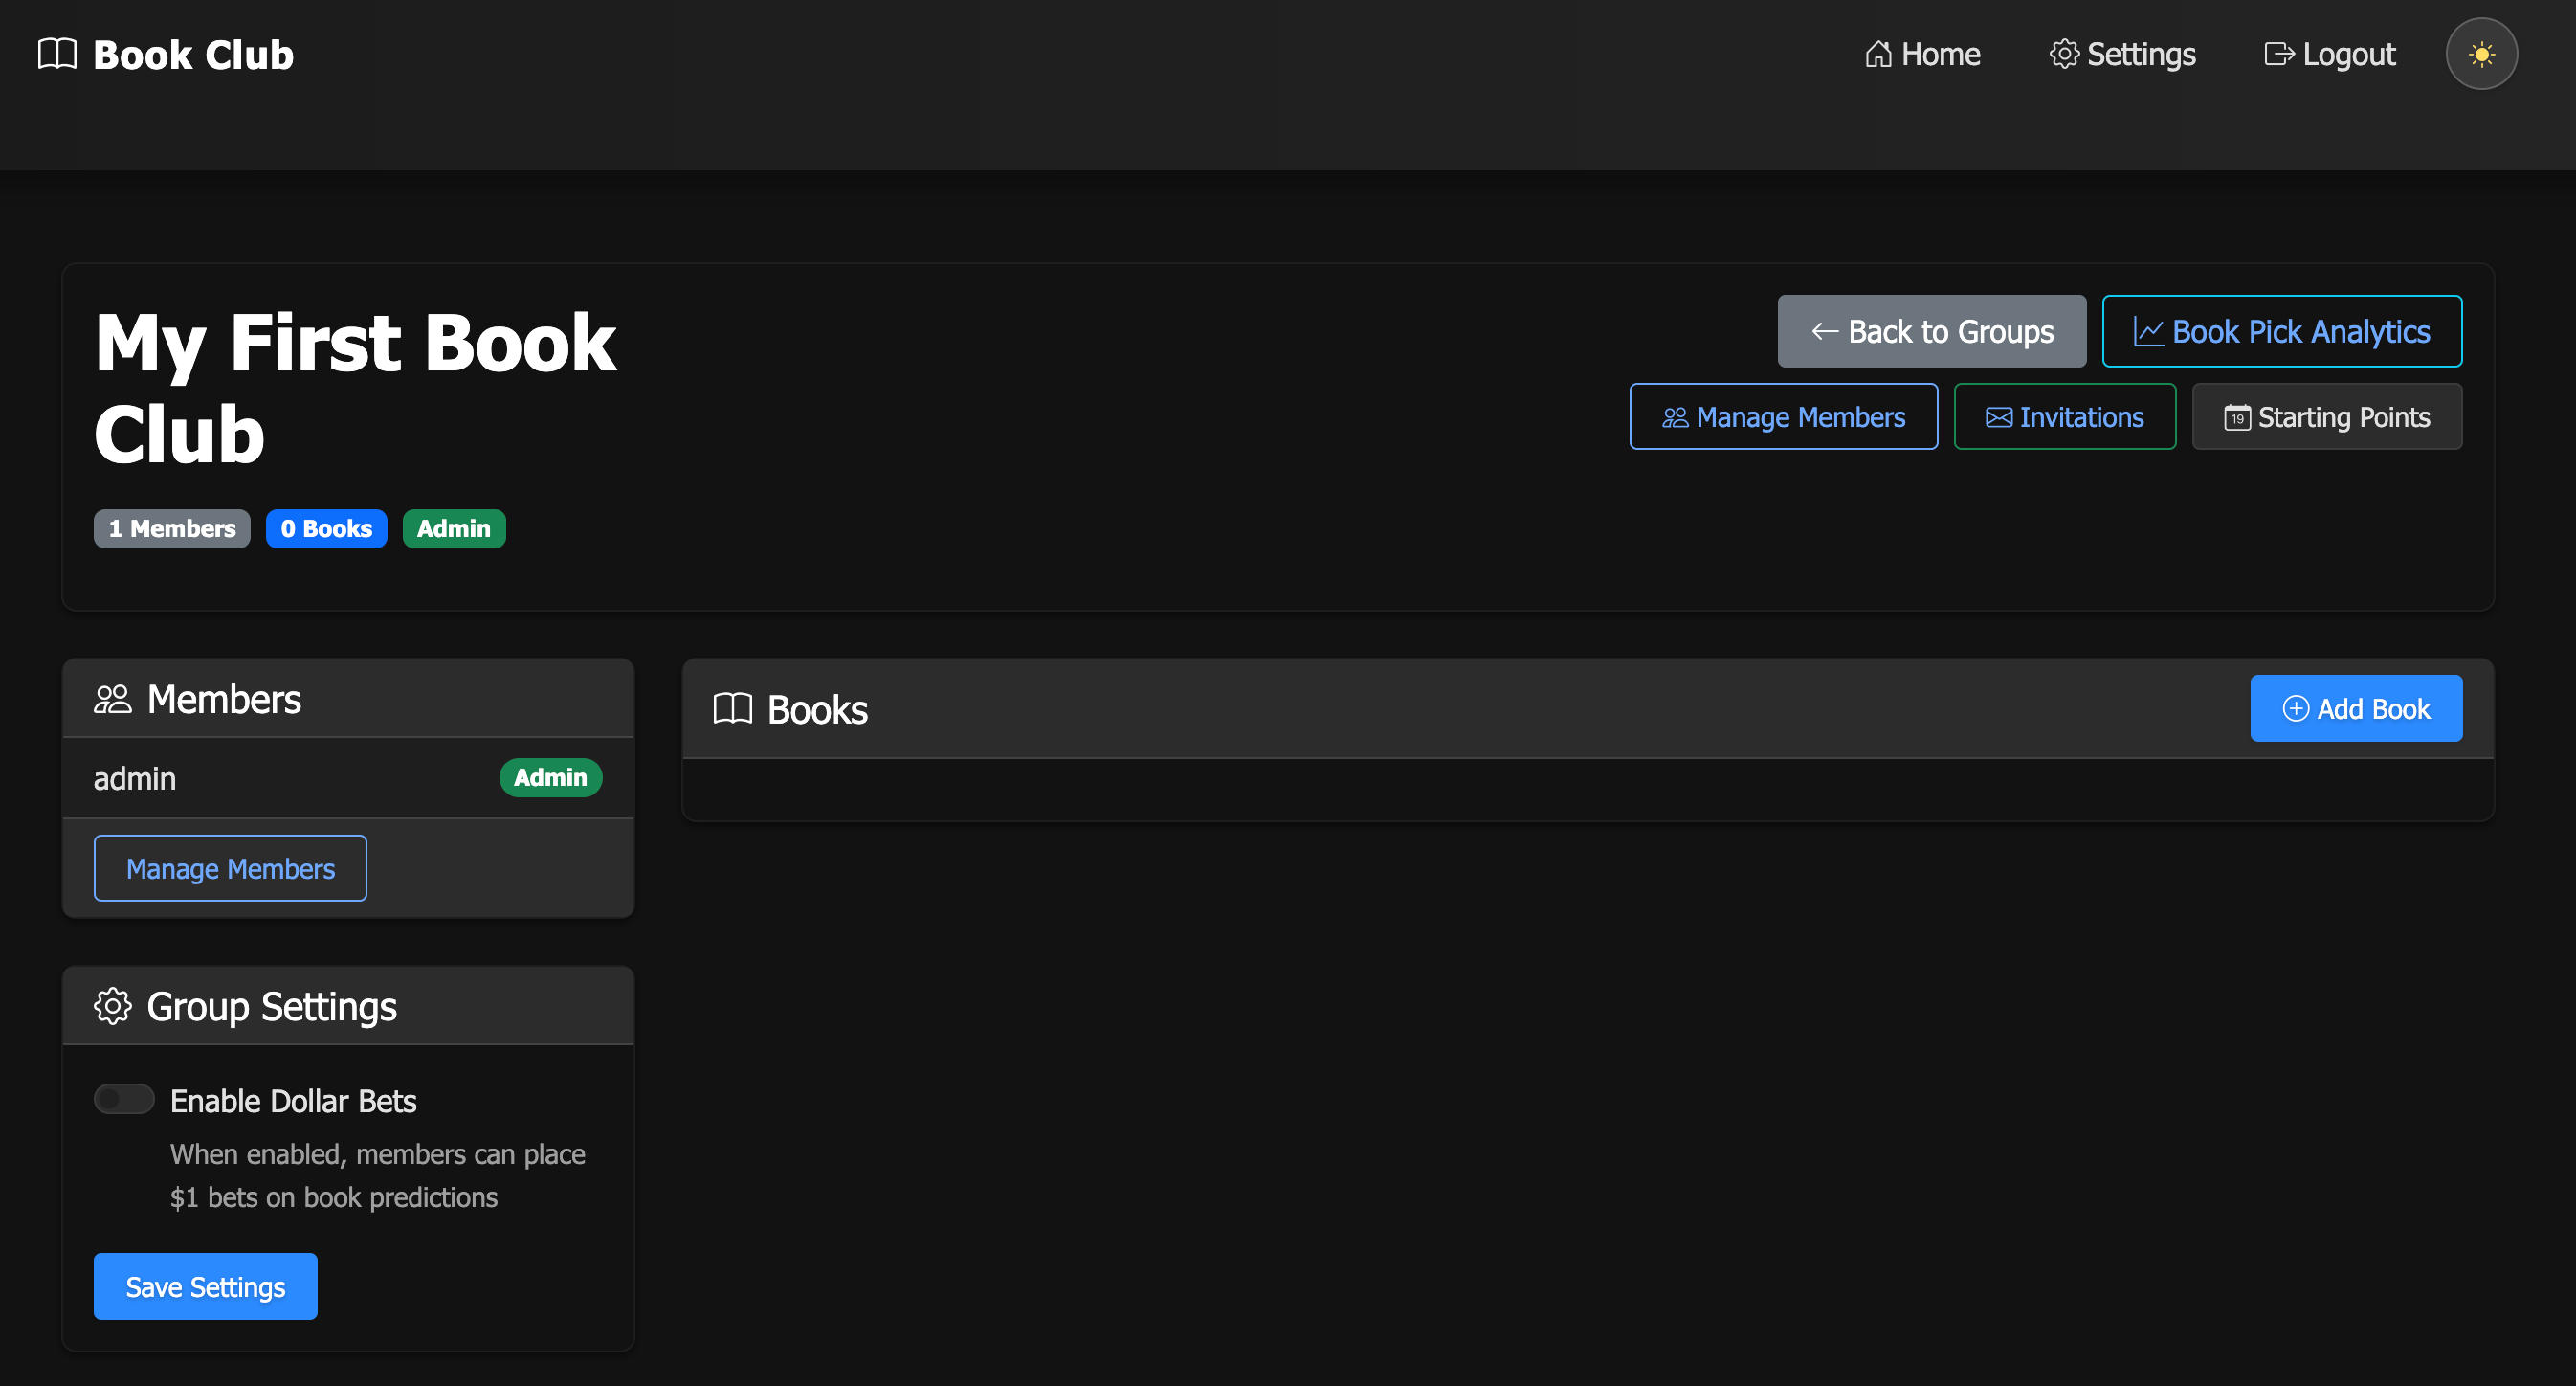 Book Club
Home
Settings
Logout
My First Book
Club
1 Members
0 Books
Admin
Back to Groups
Book Pick Analytics
Manage Members
Invitations
19
Starting Points
Members
admin
Admin
Manage Members
Group Settings
Enable Dollar Bets
When enabled, members can place
$1 bets on book predictions
Save Settings
Books
Add Book